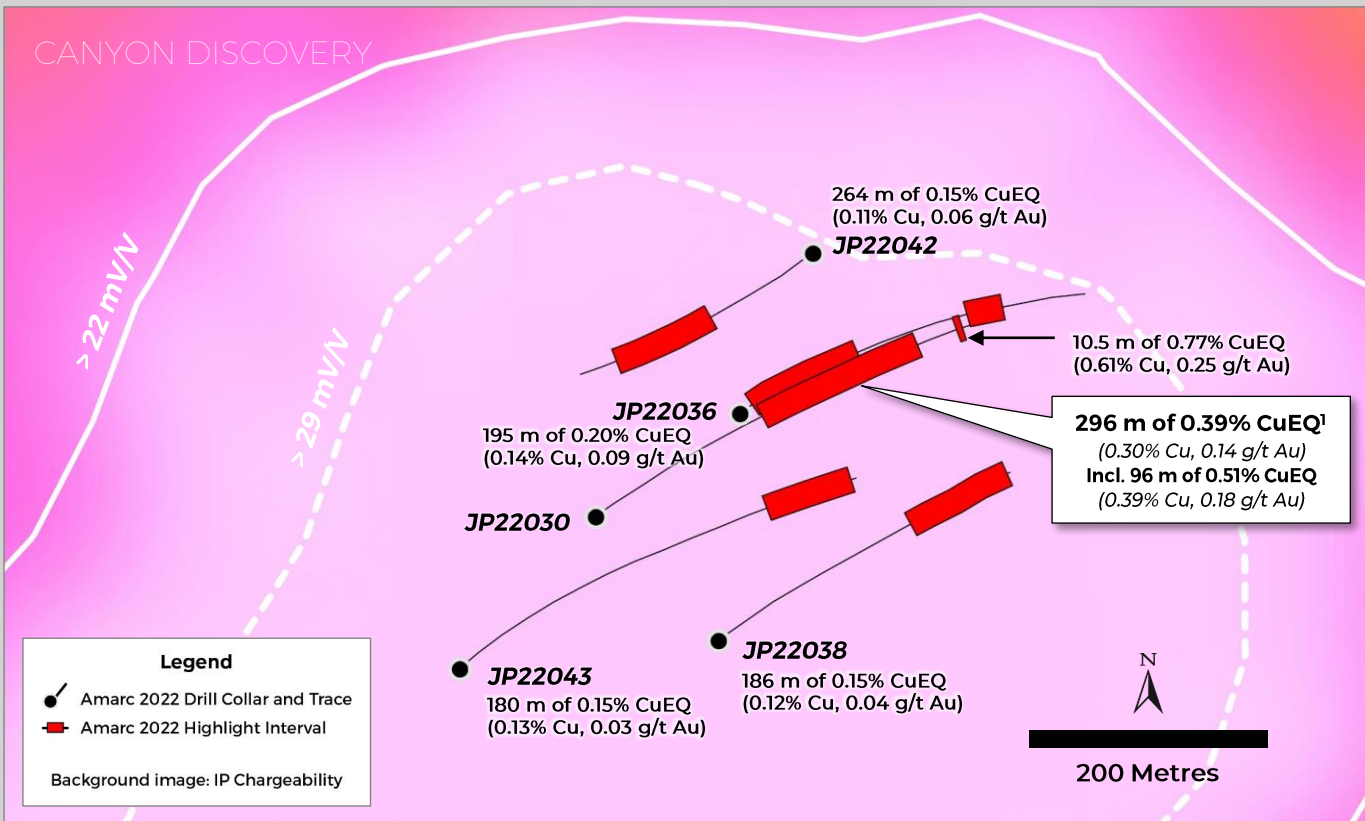 CANYON DISCOVERY
> 22 mV/V
> 29 mV/V
264 m of 0.15% CuEQ
(0.11% Cu, 0.06 g/t Au)
JP22042
10.5 m of 0.77% CuEQ
(0.61% Cu, 0.25 g/t Au)
JP22036
195 m of 0.20% CuEQ
(0.14% Cu, 0.09 g/t Au)
296 m of 0.39% CuEQ¹
(0.30% Cu, 0.14 g/t Au)
Incl. 96 m of 0.51% CuEQ
(0.39% Cu, 0.18 g/t Au)
JP22030
JP22043
180 m of 0.15% CuEQ
(0.13% Cu, 0.03 g/t Au)
JP22038
186 m of 0.15% CuEQ
(0.12% Cu, 0.04 g/t Au)
Legend
Amarc 2022 Drill Collar and Trace
Amarc 2022 Highlight Interval
Background image: IP Chargeability
N
200 Metres